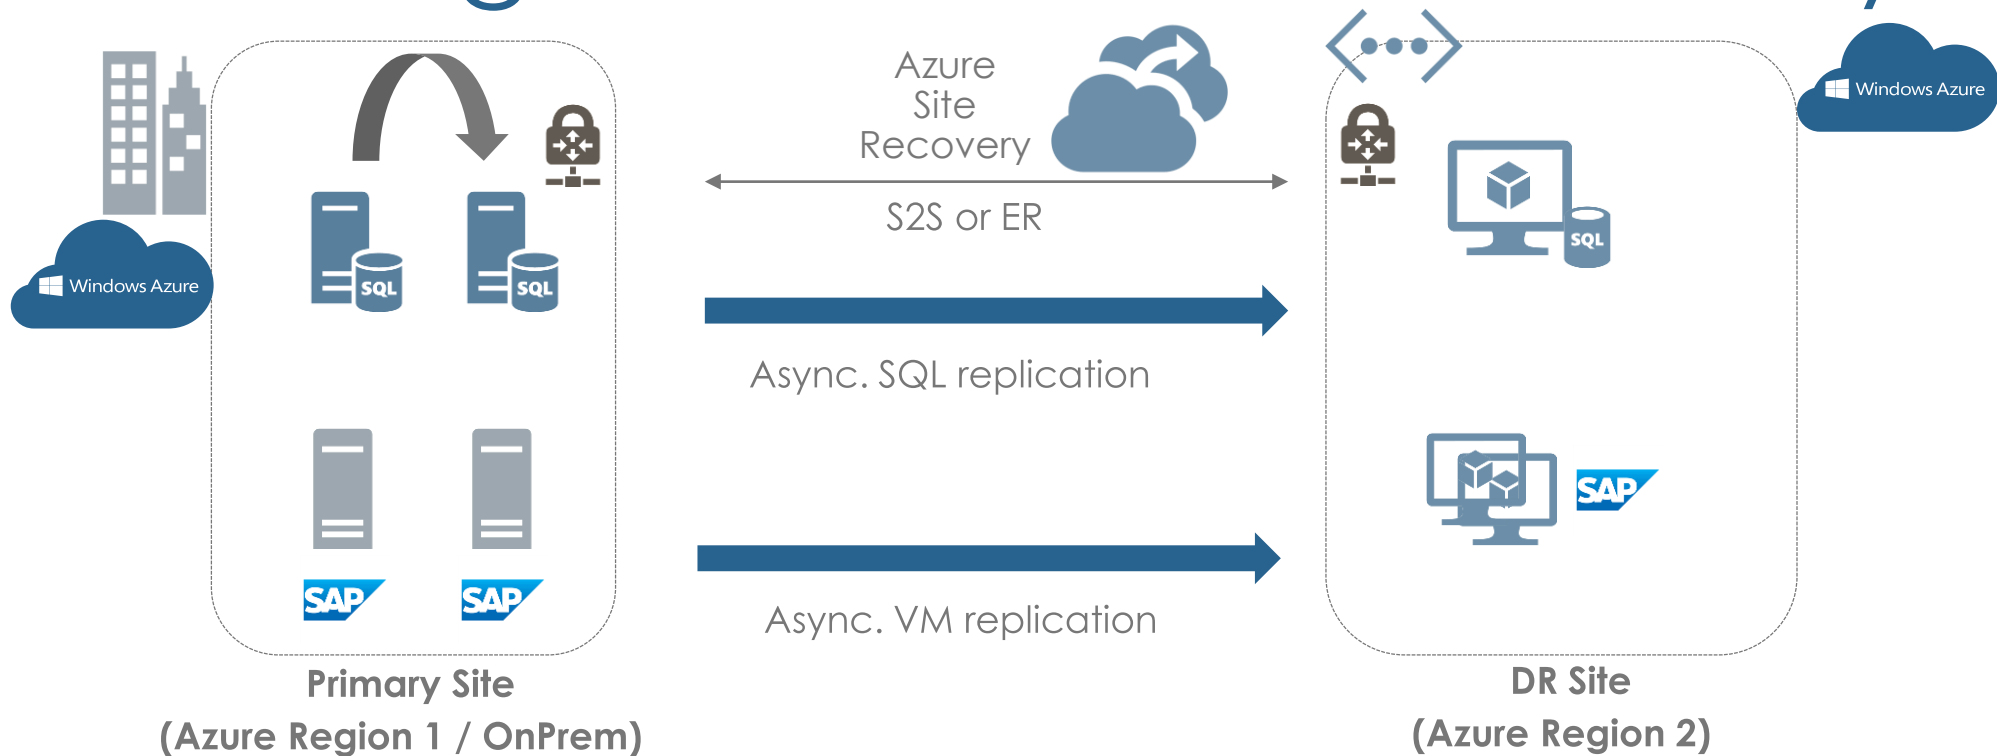 Azure
Site
Recovery
Windows Azure
S2S or ER
SQL
SQL
SQL
Windows Azure
Async. SQL replication
SAP
SAP
SAP
Async. VM replication
Primary Site
(Azure Region 1 / OnPrem)
DR Site
(Azure Region 2)